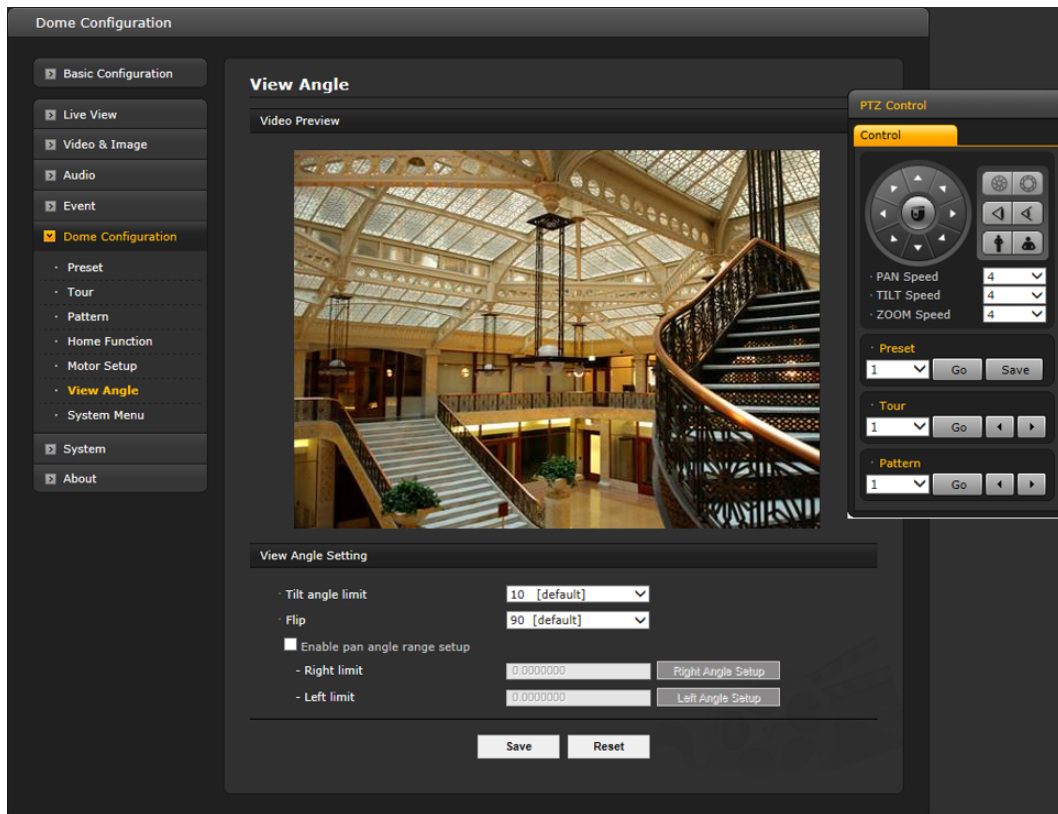 Dome Configuration
Basic Configuration
Live View
Video & Image
Audio
Event
Dome Configuration
· Preset
· Tour
· Pattern
· Home Function
· Motor Setup
· View Angle
· System Menu
System
About
View Angle
Video Preview
View Angle Setting
· Tilt angle limit 10 [default]
· Flip 90 [default]
Enable pan angle range setup
- Right limit 0.0000000 Right Angle Setup
- Left limit 0.0000000 Left Angle Setup
Save Reset
PTZ Control
Control
· PAN Speed 4
· TILT Speed 4
· ZOOM Speed 4
· Preset
1 Go Save
· Tour
1 Go
· Pattern
1 Go